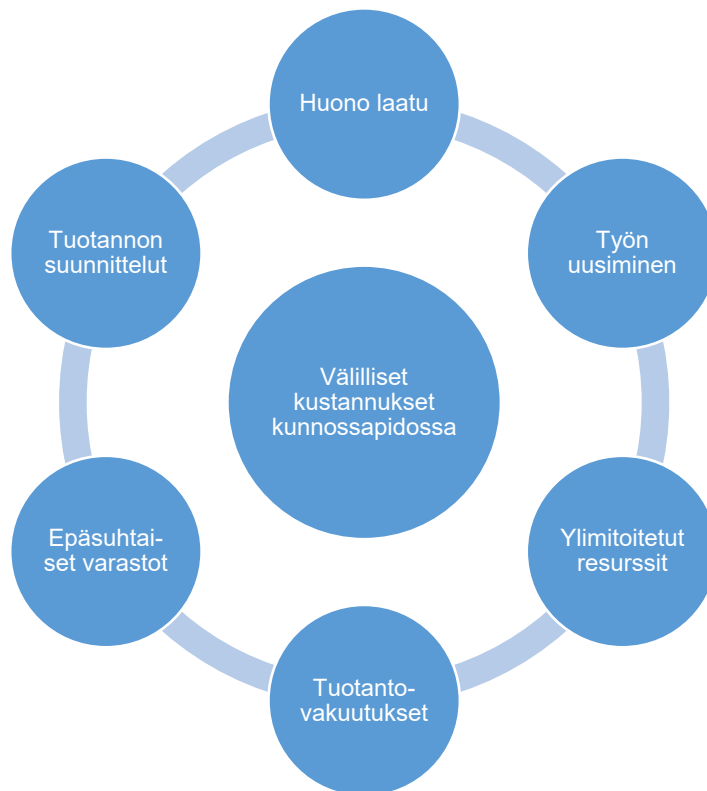 Huono laatu
Tuotannon
suunnittelut
Työn
uusiminen
Välilliset
kustannukset
kunnossapidossa
Epäsuhtai-
set varastot
Ylimitoitetut
resurssit
Tuotanto-
vakuutukset